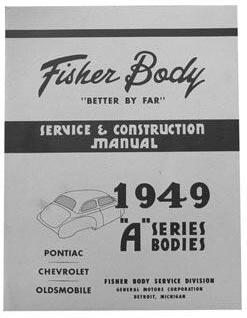 Fisher Body
"BETTER BY FAR"
SERVICE & CONSTRUCTION
MANUAL
1949
"A" SERIES
BODIES
PONTIAC
CHEVROLET
OLDSMOBILE
FISHER BODY SERVICE DIVISION
GENERAL MOTORS CORPORATION
DETROIT, MICHIGAN